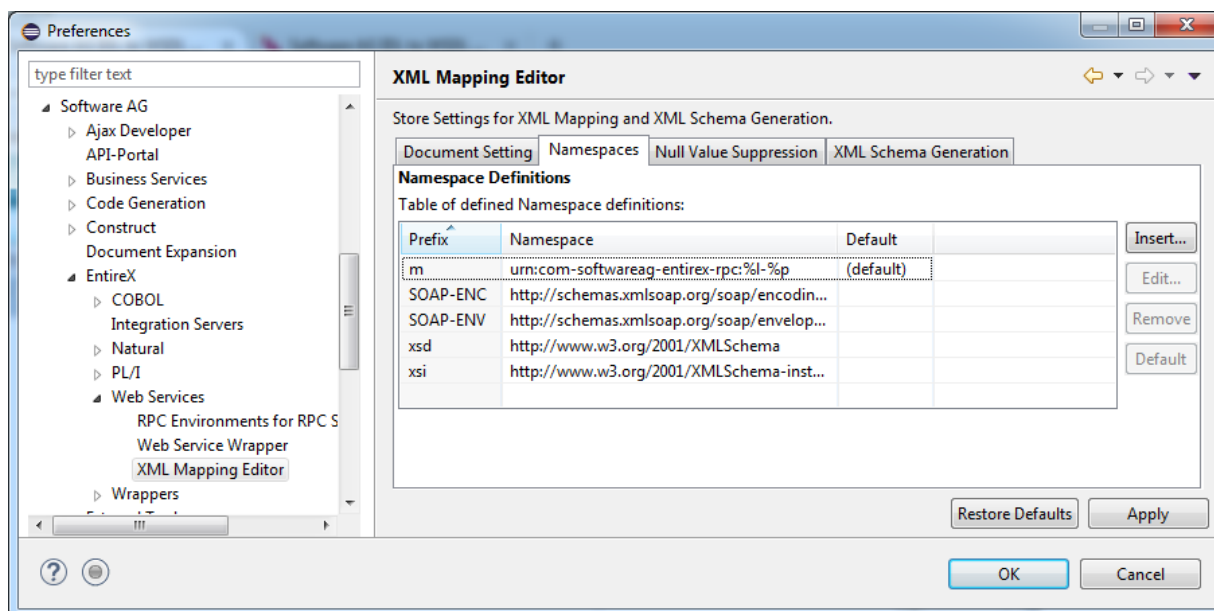 Preferences
type filter text
Software AG
Ajax Developer
API-Portal
Business Services
Code Generation
Construct
Document Expansion
EntireX
COBOL
Integration Servers
Natural
PL/I
Web Services
RPC Environments for RPC S
Web Service Wrapper
XML Mapping Editor
Wrappers
XML Mapping Editor
Store Settings for XML Mapping and XML Schema Generation.
Document Setting Namespaces Null Value Suppression XML Schema Generation
Namespace Definitions
Table of defined Namespace definitions:
Prefix Namespace Default
m urn:com-softwareag-entirex-rpc:%l-%p (default)
SOAP-ENC http://schemas.xmlsoap.org/soap/encodin...
SOAP-ENV http://schemas.xmlsoap.org/soap/envelop...
xsd http://www.w3.org/2001/XMLSchema
xsi http://www.w3.org/2001/XMLSchema-inst...
Insert...
Edit...
Remove
Default
Restore Defaults Apply
OK Cancel